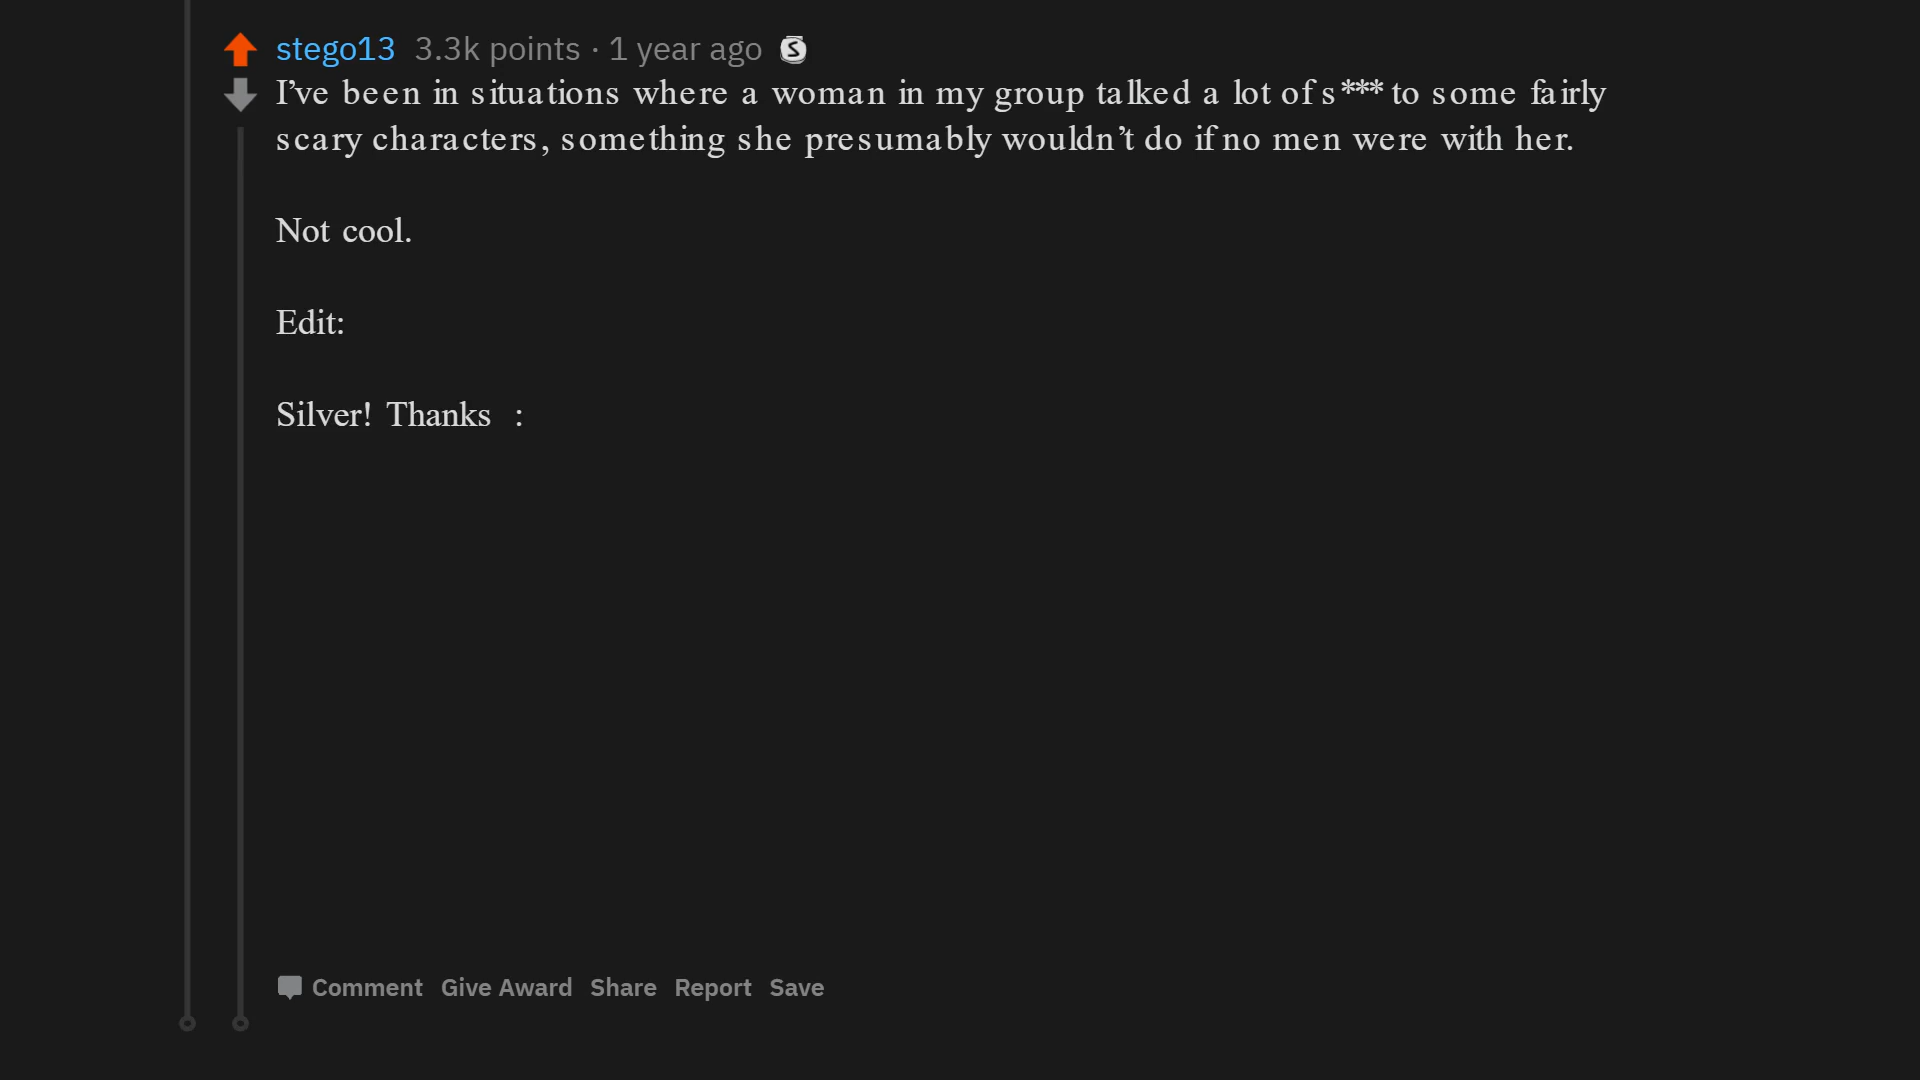 stego13 3.3k points · 1 year ago S
I’ve been in situations where a woman in my group talked a lot of s*** to some fairly
scary characters, something she presumably wouldn’t do if no men were with her.
Not cool.
Edit:
Silver! Thanks :
Comment Give Award Share Report Save